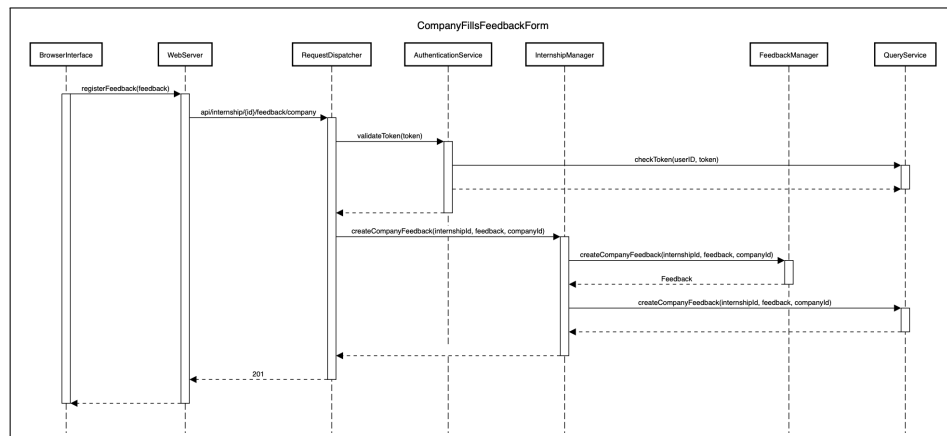 CompanyFillsFeedbackForm
BrowserInterface
WebServer
RequestDispatcher
AuthenticationService
InternshipManager
FeedbackManager
QueryService
registerFeedback(feedback)
api/internship/{id}/feedback/company
validateToken(token)
checkToken(userID, token)
createCompanyFeedback(internshipId, feedback, companyId)
createCompanyFeedback(internshipId, feedback, companyId)
Feedback
createCompanyFeedback(internshipId, feedback, companyId)
201